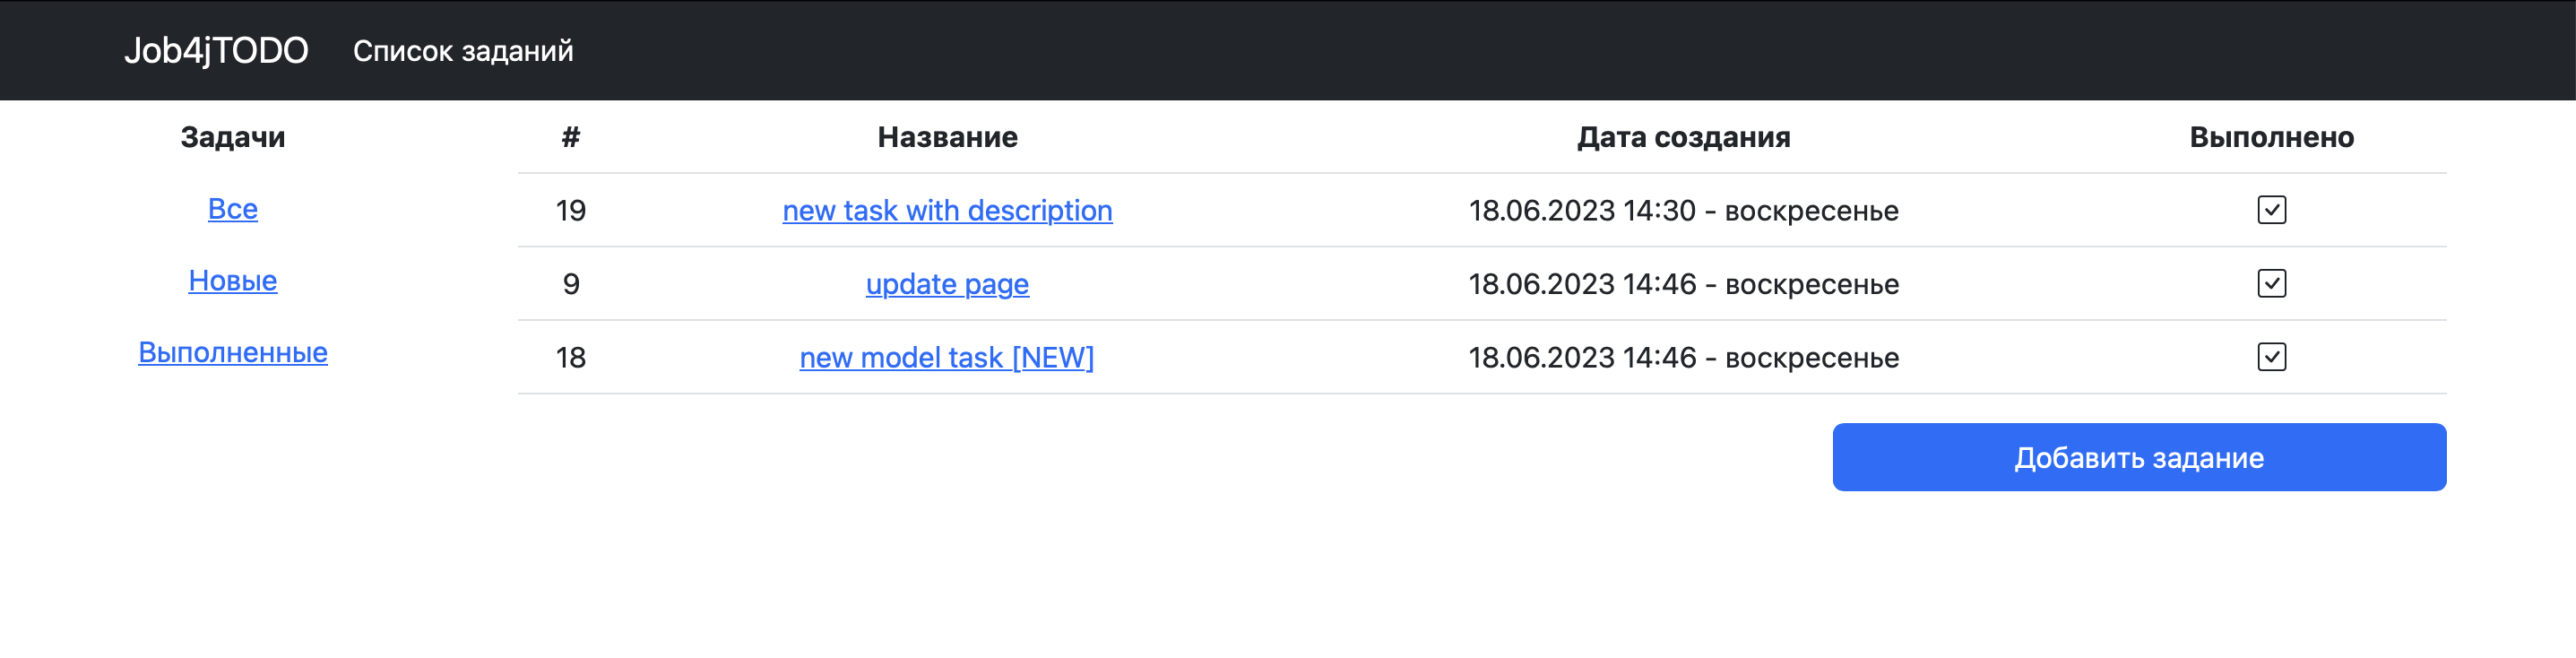 Job4jTODO Список заданий
Задачи # Название Дата создания Выполнено
Все 19 new task with description 18.06.2023 14:30 - воскресенье
Новые 9 update page 18.06.2023 14:46 - воскресенье
Выполненные 18 new model task [NEW] 18.06.2023 14:46 - воскресенье
Добавить задание